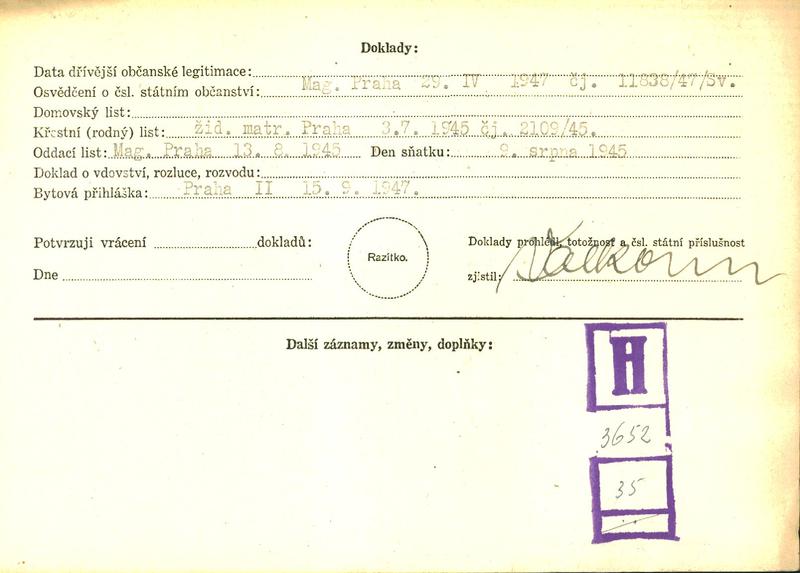 Doklady:
Data dřívější občanské legitimace:
Osvědčení o čsl. státním občanství: Mag. Praha 29. IV 1947 čj. 11838/47/Sv.
Domovský list:
Křestní (rodný) list: žid. matr. Praha 3.7. 1945 čj. 2109/45.
Oddací list: Mag. Praha 13. 8. 1945 Den sňatku: 9. srpna 1945
Doklad o vdovství, rozluce, rozvodu:
Bytová přihláška: Praha II 15. 9. 1947.
Potvrzuji vrácení dokladů:
Razítko.
Doklady prohlédl, totožnost a čsl. státní příslušnost
Dne
zjistil:
Další záznamy, změny, doplňky:
H
3652
35